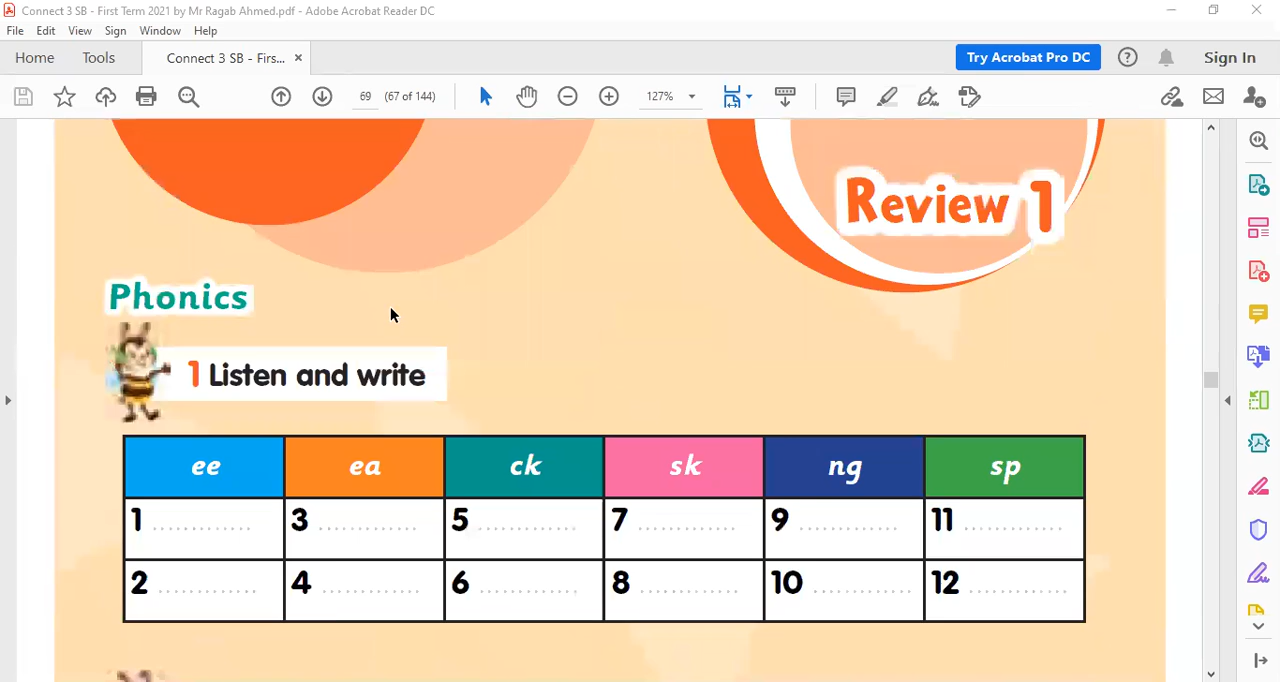 Connect 3 SB - First Term 2021 by Mr Ragab Ahmed.pdf - Adobe Acrobat Reader DC
File Edit View Sign Window Help
Home Tools Connect 3 SB - Firs... × Try Acrobat Pro DC ? Sign In
69 (67 of 144) 127%
Review 1
Phonics
1 Listen and write
ee ea ck sk ng sp
1 .......... 3 .......... 5 .......... 7 .......... 9 .......... 11 ..........
2 .......... 4 .......... 6 .......... 8 .......... 10 .......... 12 ..........